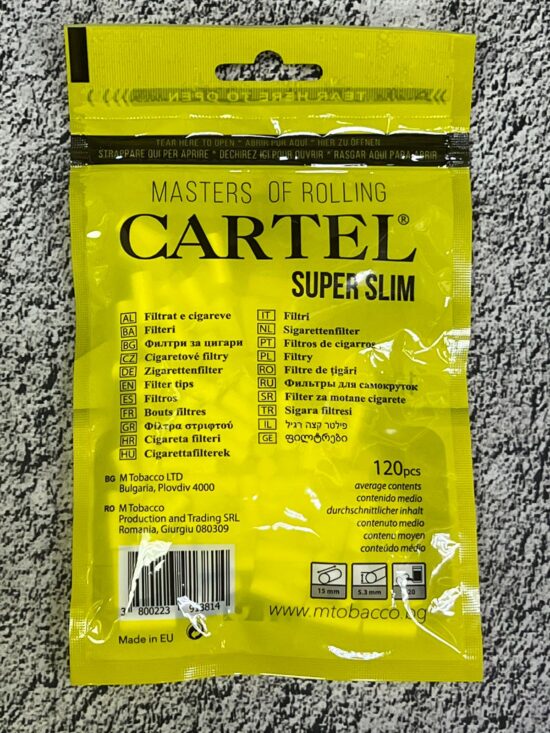 TEAR HERE TO OPEN
TEAR HERE TO OPEN * ABRIR POR AQUI * HIER ZU ÖFFNEN
STRAPPARE QUI PER APRIRE * DECHIREZ ICI POUR OUVRIR * RASGAR AQUI PARA ABRIR
MASTERS OF ROLLING
CARTEL®
SUPER SLIM
AL Filtrat e cigareve
BA Filteri
BG Филтри за цигари
CZ Cigaretové filtry
DE Zigarettenfilter
EN Filter tips
ES Filtros
FR Bouts filtres
GR Φίλτρα στριφτού
HR Cigareta filteri
HU Cigarettafilterek
IT Filtri
NL Sigarettenfilter
PT Filtros de cigarros
PL Filtry
RO Filtre de țigări
RU Фильтры для самокруток
SR Filter za motane cigarete
TR Sigara filtresi
IL פילטר קצה רגיל
GE ფილტრები
120pcs
average contents
contenido medio
durchschnittlicher inhalt
contenuto medio
contenu moyen
conteúdo médio
BG M Tobacco LTD
Bulgaria, Plovdiv 4000
RO M Tobacco
Production and Trading SRL
Romania, Giurgiu 080309
15 mm
5.3 mm
3 800223
www.mtobacco.bg
Made in EU